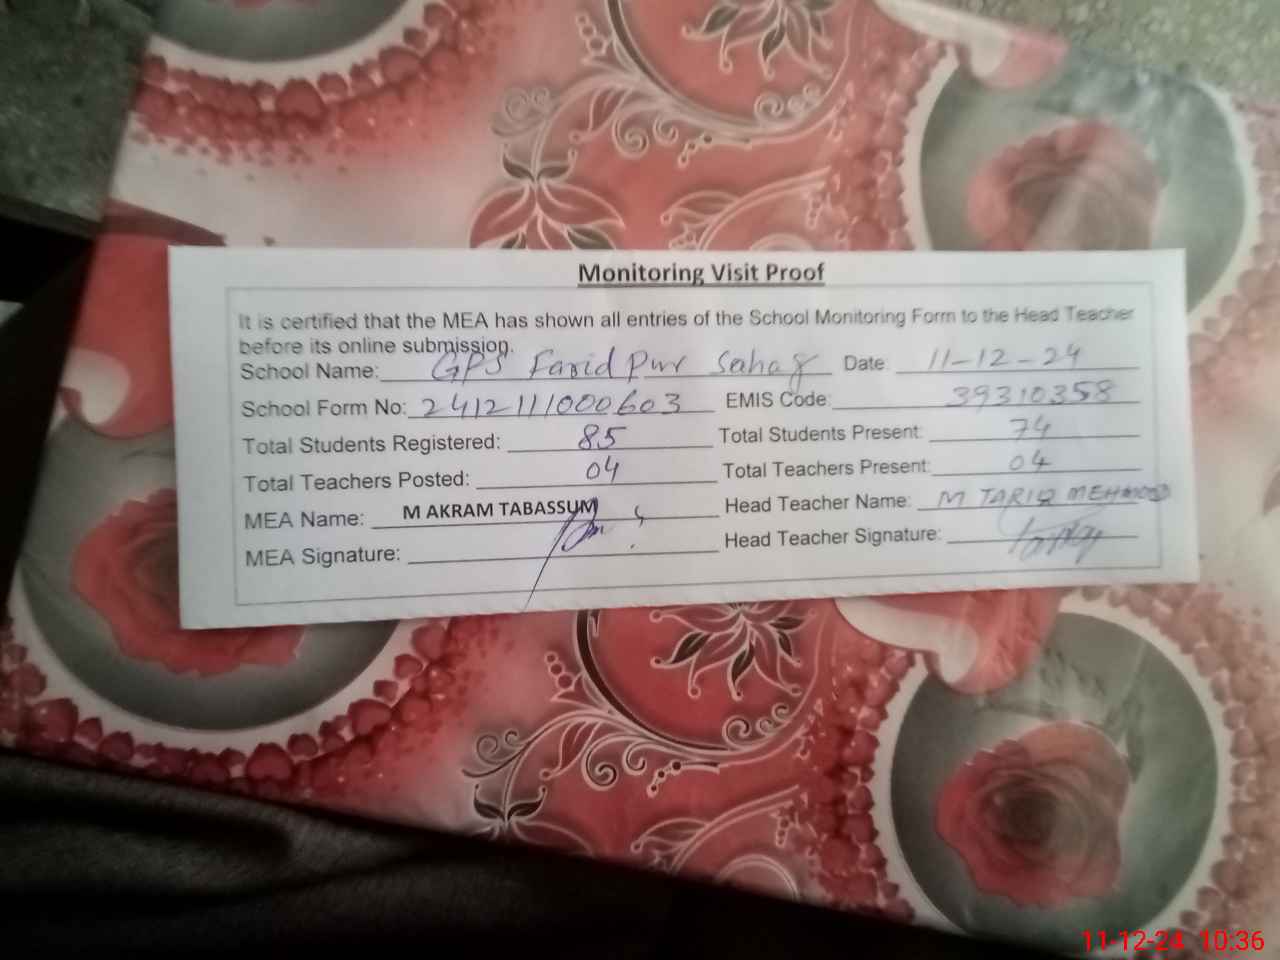 Monitoring Visit Proof
It is certified that the MEA has shown all entries of the School Monitoring Form to the Head Teacher
before its online submission.
School Name: GPS Farid Pur Sahag Date: 11-12-24
School Form No: 2412111000603 EMIS Code: 39310358
Total Students Registered: 85 Total Students Present: 74
Total Teachers Posted: 04 Total Teachers Present: 04
MEA Name: M AKRAM TABASSUM Head Teacher Name: M TARIQ MEHMOOD
MEA Signature: Head Teacher Signature:
11-12-24 10:36